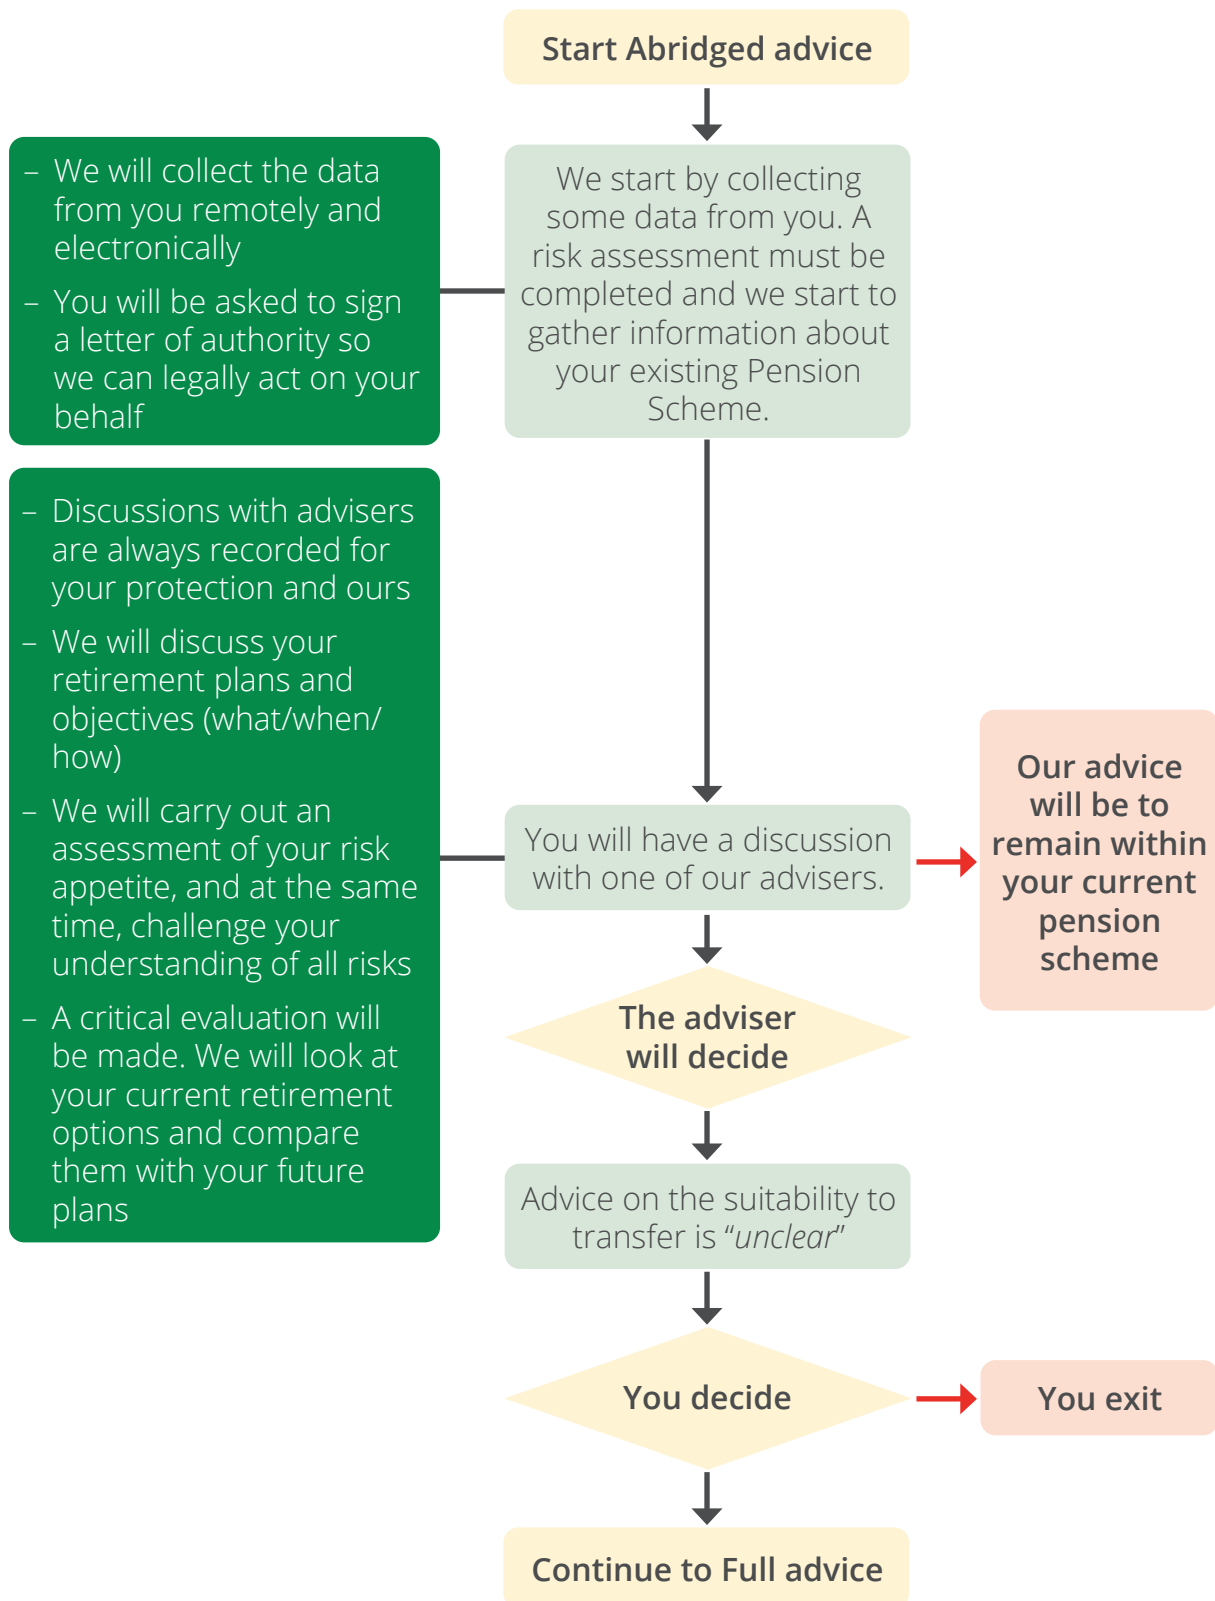 Start Abridged advice
– We will collect the data
from you remotely and
electronically
– You will be asked to sign
a letter of authority so
we can legally act on your
behalf
We start by collecting
some data from you. A
risk assessment must be
completed and we start to
gather information about
your existing Pension
Scheme.
– Discussions with advisers
are always recorded for
your protection and ours
– We will discuss your
retirement plans and
objectives (what/when/
how)
– We will carry out an
assessment of your risk
appetite, and at the same
time, challenge your
understanding of all risks
– A critical evaluation will
be made. We will look at
your current retirement
options and compare
them with your future
plans
You will have a discussion
with one of our advisers.
Our advice
will be to
remain within
your current
pension
scheme
The adviser
will decide
Advice on the suitability to
transfer is “unclear”
You decide
You exit
Continue to Full advice